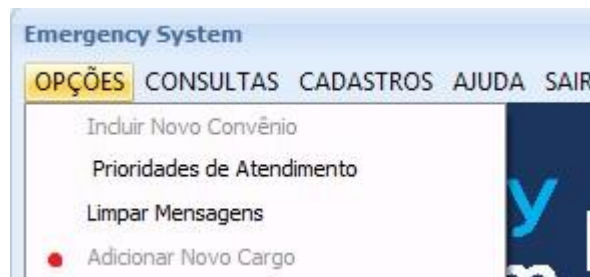 Emergency System
OPÇÕES CONSULTAS CADASTROS AJUDA SAIR
Incluir Novo Convênio
Prioridades de Atendimento
Limpar Mensagens
Adicionar Novo Cargo
y